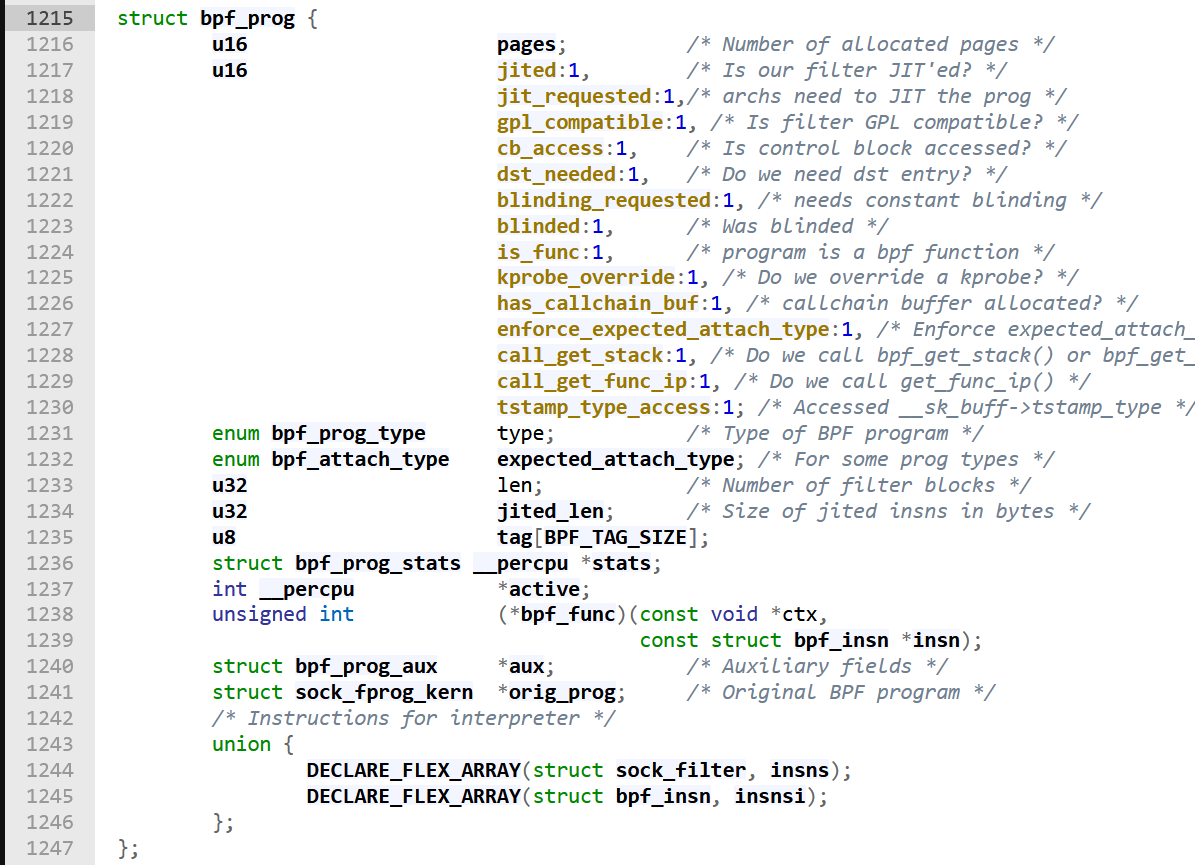 1215 struct bpf_prog {
1216 u16 pages; /* Number of allocated pages */
1217 u16 jited:1, /* Is our filter JIT'ed? */
1218 jit_requested:1,/* archs need to JIT the prog */
1219 gpl_compatible:1, /* Is filter GPL compatible? */
1220 cb_access:1, /* Is control block accessed? */
1221 dst_needed:1, /* Do we need dst entry? */
1222 blinding_requested:1, /* needs constant blinding */
1223 blinded:1, /* Was blinded */
1224 is_func:1, /* program is a bpf function */
1225 kprobe_override:1, /* Do we override a kprobe? */
1226 has_callchain_buf:1, /* callchain buffer allocated? */
1227 enforce_expected_attach_type:1, /* Enforce expected_attach_
1228 call_get_stack:1, /* Do we call bpf_get_stack() or bpf_get_
1229 call_get_func_ip:1, /* Do we call get_func_ip() */
1230 tstamp_type_access:1; /* Accessed __sk_buff->tstamp_type */
1231 enum bpf_prog_type type; /* Type of BPF program */
1232 enum bpf_attach_type expected_attach_type; /* For some prog types */
1233 u32 len; /* Number of filter blocks */
1234 u32 jited_len; /* Size of jited insns in bytes */
1235 u8 tag[BPF_TAG_SIZE];
1236 struct bpf_prog_stats __percpu *stats;
1237 int __percpu *active;
1238 unsigned int (*bpf_func)(const void *ctx,
1239 const struct bpf_insn *insn);
1240 struct bpf_prog_aux *aux; /* Auxiliary fields */
1241 struct sock_fprog_kern *orig_prog; /* Original BPF program */
1242 /* Instructions for interpreter */
1243 union {
1244 DECLARE_FLEX_ARRAY(struct sock_filter, insns);
1245 DECLARE_FLEX_ARRAY(struct bpf_insn, insnsi);
1246 };
1247 };